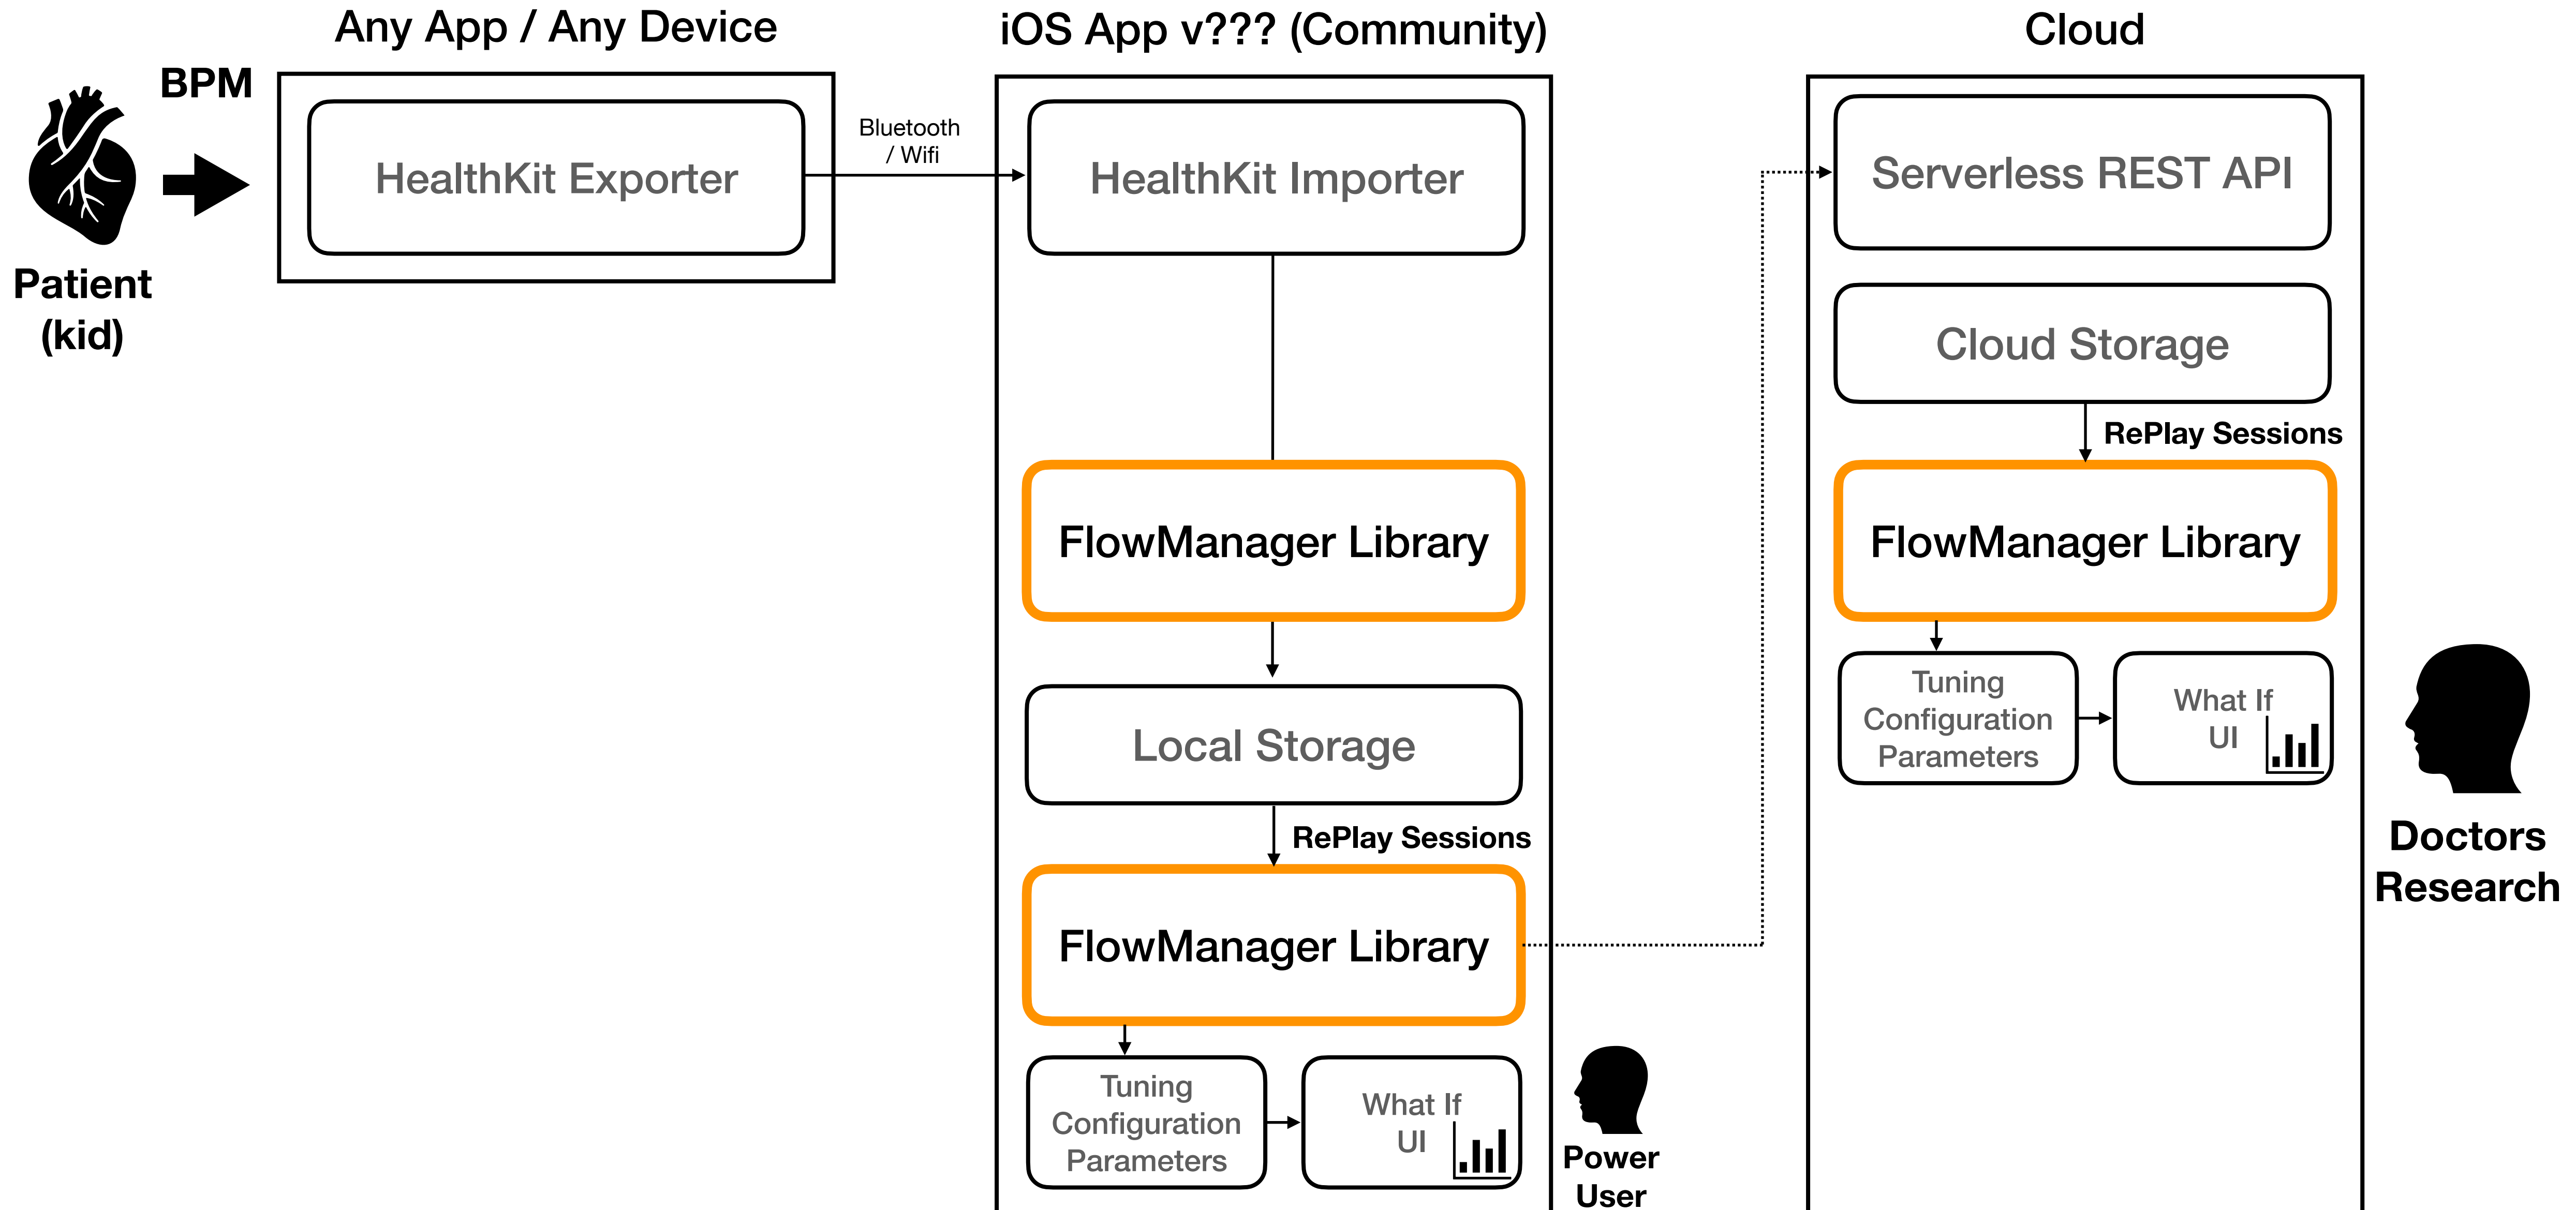 Any App / Any Device
iOS App v??? (Community)
Cloud
BPM
Patient
(kid)
HealthKit Exporter
Bluetooth
/ Wifi
HealthKit Importer
FlowManager Library
Local Storage
RePlay Sessions
FlowManager Library
Tuning
Configuration
Parameters
What If
UI
Power
User
Serverless REST API
Cloud Storage
RePlay Sessions
FlowManager Library
Tuning
Configuration
Parameters
What If
UI
Doctors
Research